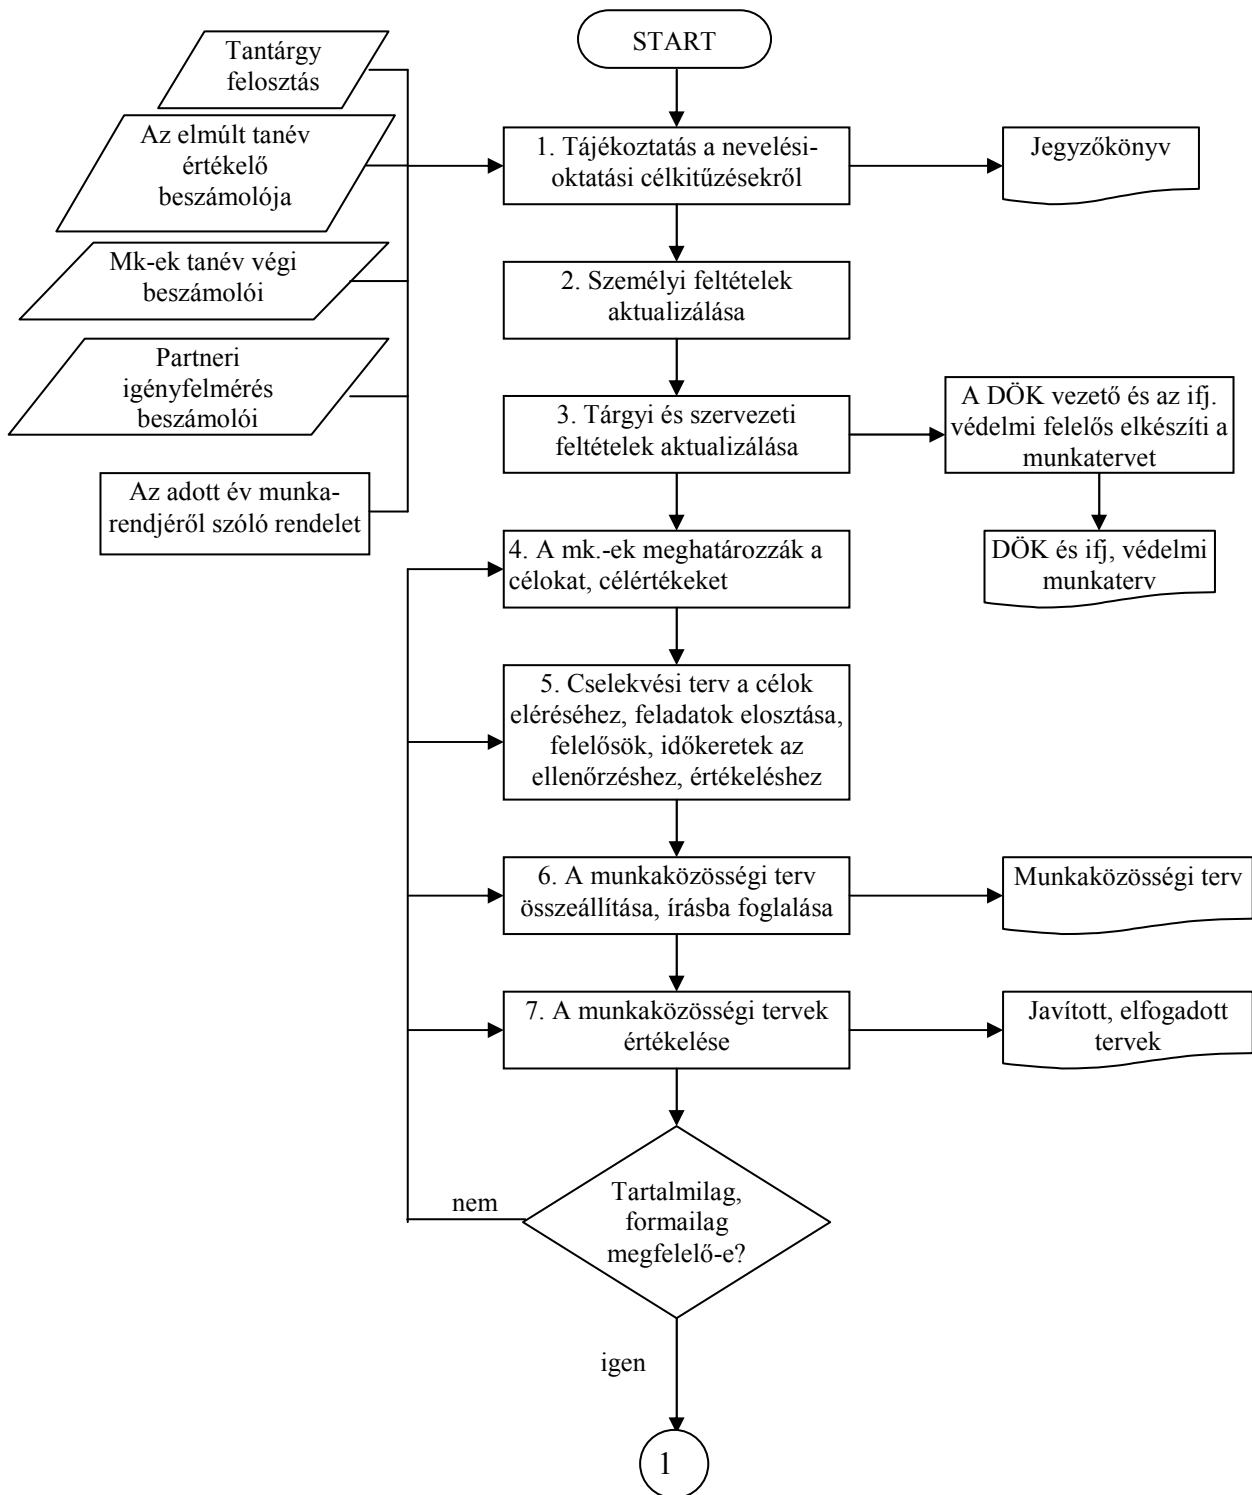 START
Tantárgy
felosztás
Az elmúlt tanév
értékelő
beszámolója
Mk-ek tanév végi
beszámolói
Partneri
igényfelmérés
beszámolói
Az adott év munka-
rendjéről szóló rendelet
1. Tájékoztatás a nevelési-
oktatási célkitűzésekről
Jegyzőkönyv
2. Személyi feltételek
aktualizálása
3. Tárgyi és szervezeti
feltételek aktualizálása
A DÖK vezető és az ifj.
védelmi felelős elkészíti a
munkatervet
DÖK és ifj, védelmi
munkaterv
4. A mk.-ek meghatározzák a
célokat, célértékeket
5. Cselekvési terv a célok
eléréséhez, feladatok elosztása,
felelősök, időkeretek az
ellenőrzéshez, értékeléshez
6. A munkaközösségi terv
összeállítása, írásba foglalása
Munkaközösségi terv
7. A munkaközösségi tervek
értékelése
Javított, elfogadott
tervek
nem
Tartalmilag,
formailag
megfelelő-e?
igen
1